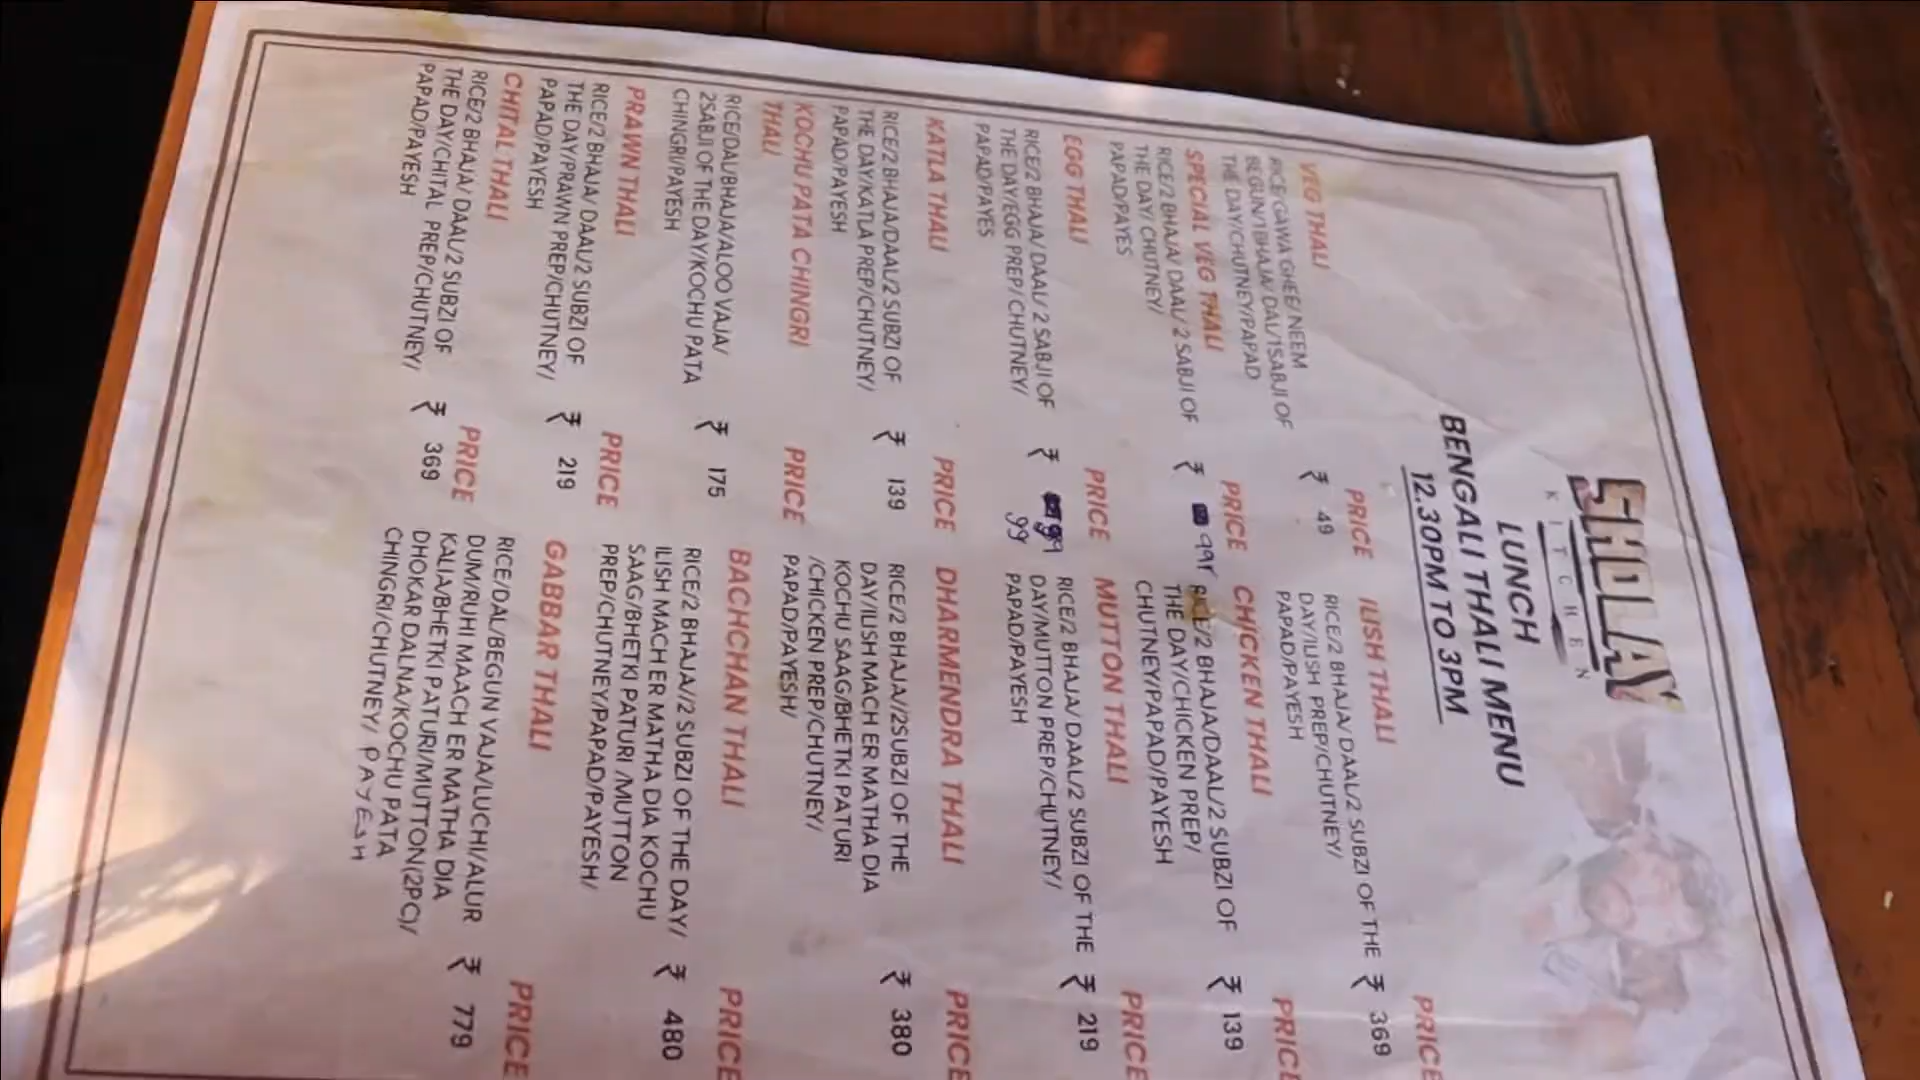 SHOLAY
KITCHEN
LUNCH
BENGALI THALI MENU
12.30PM TO 3PM
VEG THALI PRICE
RICE/GAWA GHEE/ NEEM
BEGUN/1BHAJA/ DAL/1SABJI OF
THE DAY/CHUTNEY/PAPAD
₹ 49
SPECIAL VEG THALI PRICE
RICE/2 BHAJA/ DAAL/ 2 SABJI OF
THE DAY/ CHUTNEY/
PAPAD/PAYES
₹ 99/
EGG THALI PRICE
RICE/2 BHAJA/ DAAL/ 2 SABJI OF
THE DAY/EGG PREP/ CHUTNEY/
PAPAD/PAYES
₹ 99
KATLA THALI PRICE
RICE/2 BHAJA/DAAL/2 SUBZI OF
THE DAY/KATLA PREP/CHUTNEY/
PAPAD/PAYESH
₹ 139
KOCHU PATA CHINGRI
THALI
PRICE
RICE/DAL/BHAJA/ALOO VAJA/
2SABJI OF THE DAY/KOCHU PATA
CHINGRI/PAYESH
₹ 175
PRAWN THALI PRICE
RICE/2 BHAJA/ DAAL/2 SUBZI OF
THE DAY/PRAWN PREP/CHUTNEY/
PAPAD/PAYESH
₹ 219
CHITAL THALI PRICE
RICE/2 BHAJA/ DAAL/2 SUBZI OF
THE DAY/CHITAL PREP/CHUTNEY/
PAPAD/PAYESH
₹ 369
ILISH THALI PRICE
RICE/2 BHAJA/ DAAL/2 SUBZI OF THE
DAY/ILISH PREP/CHUTNEY/
PAPAD/PAYESH
₹ 369
CHICKEN THALI PRICE
RICE/2 BHAJA/DAAL/2 SUBZI OF
THE DAY/CHICKEN PREP/
CHUTNEY/PAPAD/PAYESH
₹ 139
MUTTON THALI PRICE
RICE/2 BHAJA/ DAAL/2 SUBZI OF THE
DAY/MUTTON PREP/CHUTNEY/
PAPAD/PAYESH
₹ 219
DHARMENDRA THALI PRICE
RICE/2 BHAJA//2SUBZI OF THE
DAY/ILISH MACH ER MATHA DIA
KOCHU SAAG/BHETKI PATURI
/CHICKEN PREP/CHUTNEY/
PAPAD/PAYESH/
₹ 380
BACHCHAN THALI PRICE
RICE/2 BHAJA//2 SUBZI OF THE DAY/
ILISH MACH ER MATHA DIA KOCHU
SAAG/BHETKI PATURI /MUTTON
PREP/CHUTNEY/PAPAD/PAYESH/
₹ 480
GABBAR THALI PRICE
RICE/DAL/BEGUN VAJA/LUCHI/ALUR
DUM/RUHI MAACH ER MATHA DIA
KALIA/BHETKI PATURI/MUTTON(2PC)/
DHOKAR DALNA/KOCHU PATA
CHINGRI/CHUTNEY/ PAYESH
₹ 779